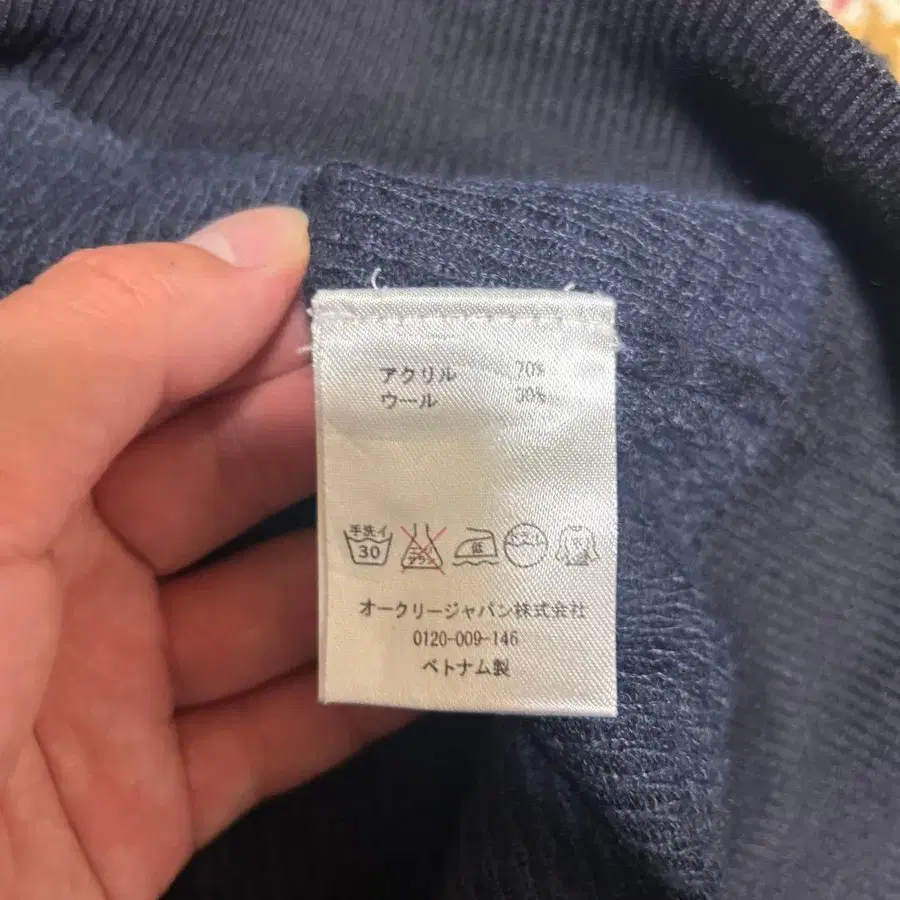 アクリル 70%
ウール 30%
手洗イ 30 低
オークリージャパン株式会社
0120-009-146
ベトナム製